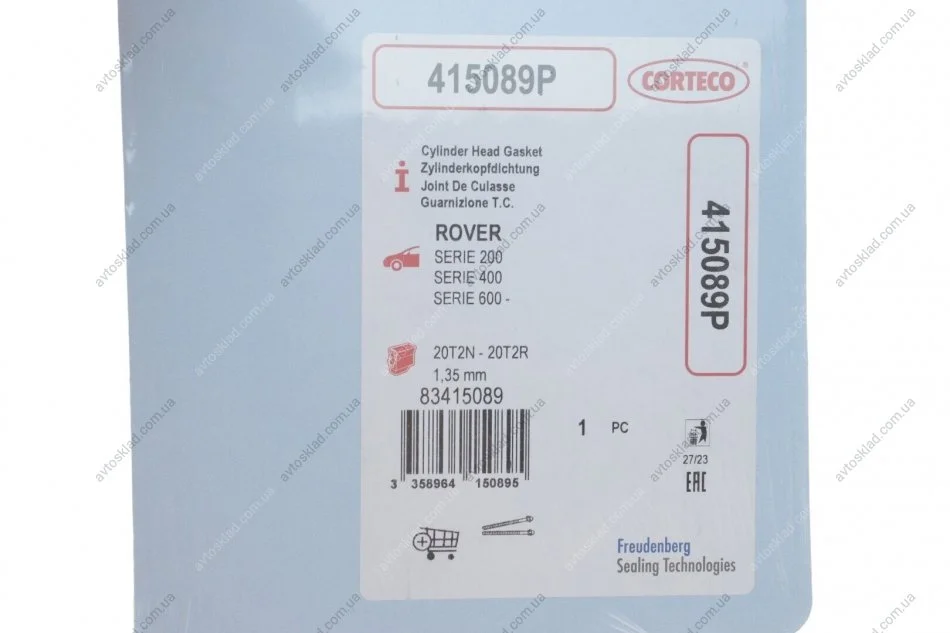 415089P
CORTECO®
Cylinder Head Gasket
Zylinderkopfdichtung
Joint De Culasse
Guarnizione T.C.
i
415089P
ROVER
SERIE 200
SERIE 400
SERIE 600 -
20T2N - 20T2R
1,35 mm
83415089
3 358964 150895
1 PC
27/23
EAC
Freudenberg
Sealing Technologies
avtosklad.com.ua